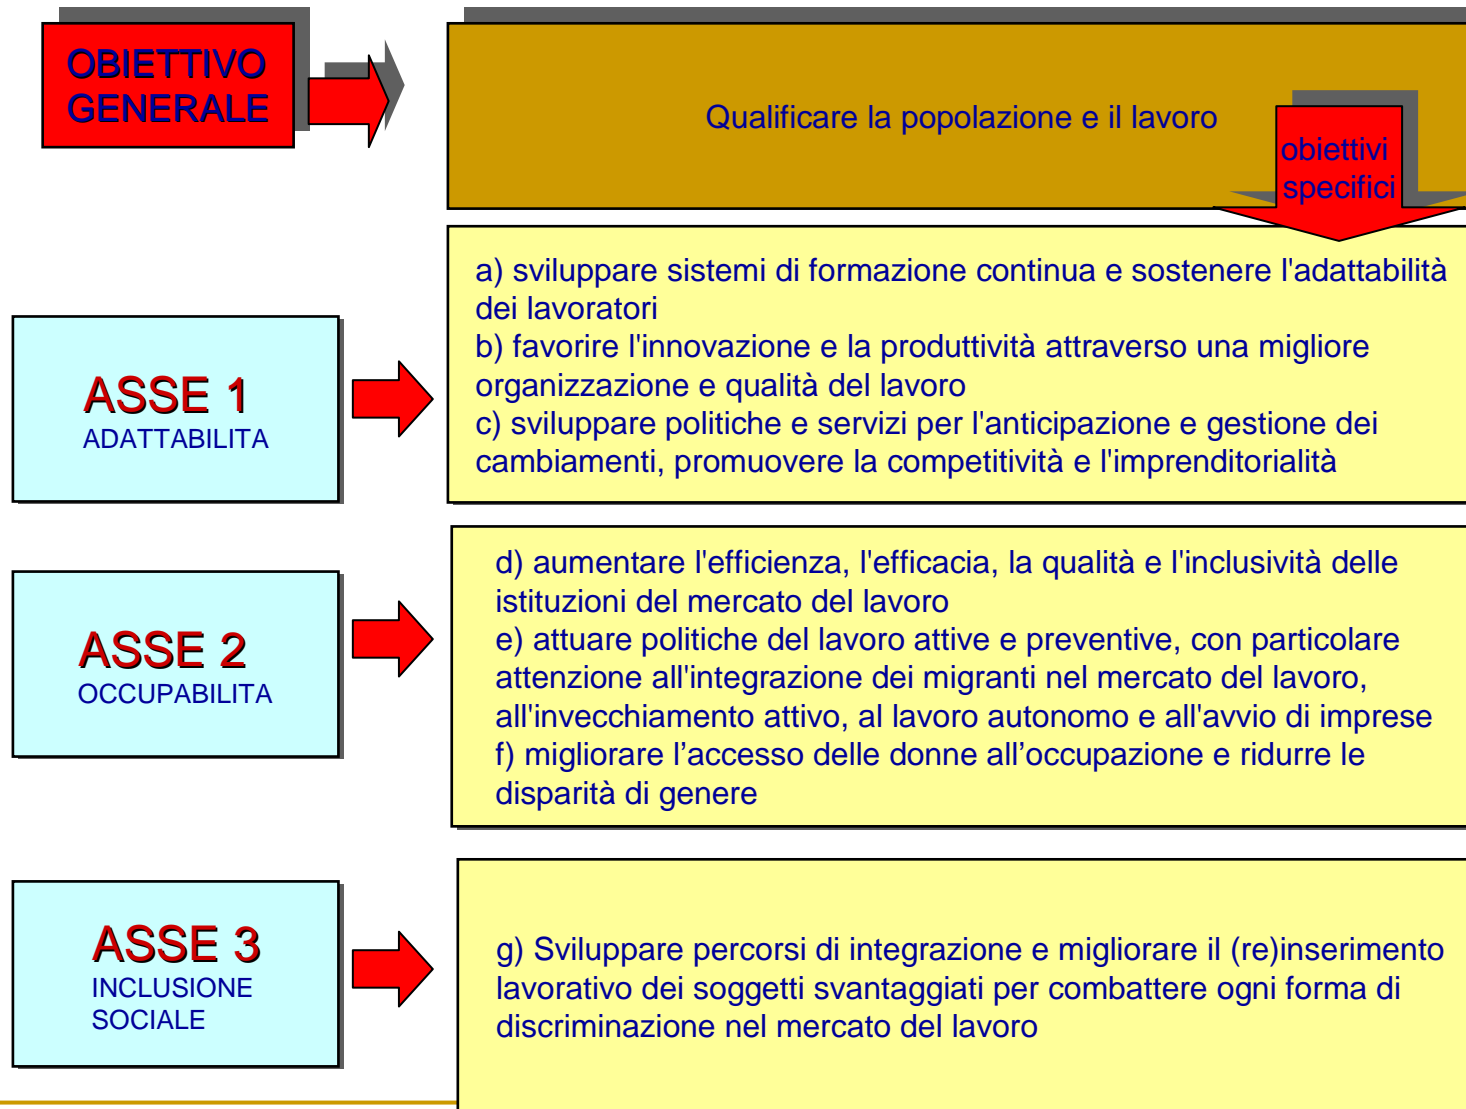 OBIETTIVO
GENERALE
Qualificare la popolazione e il lavoro
obiettivi
specifici
ASSE 1
ADATTABILITA
a) sviluppare sistemi di formazione continua e sostenere l'adattabilità
dei lavoratori
b) favorire l'innovazione e la produttività attraverso una migliore
organizzazione e qualità del lavoro
c) sviluppare politiche e servizi per l'anticipazione e gestione dei
cambiamenti, promuovere la competitività e l'imprenditorialità
ASSE 2
OCCUPABILITA
d) aumentare l'efficienza, l'efficacia, la qualità e l'inclusività delle
istituzioni del mercato del lavoro
e) attuare politiche del lavoro attive e preventive, con particolare
attenzione all'integrazione dei migranti nel mercato del lavoro,
all'invecchiamento attivo, al lavoro autonomo e all'avvio di imprese
f) migliorare l’accesso delle donne all’occupazione e ridurre le
disparità di genere
ASSE 3
INCLUSIONE
SOCIALE
g) Sviluppare percorsi di integrazione e migliorare il (re)inserimento
lavorativo dei soggetti svantaggiati per combattere ogni forma di
discriminazione nel mercato del lavoro